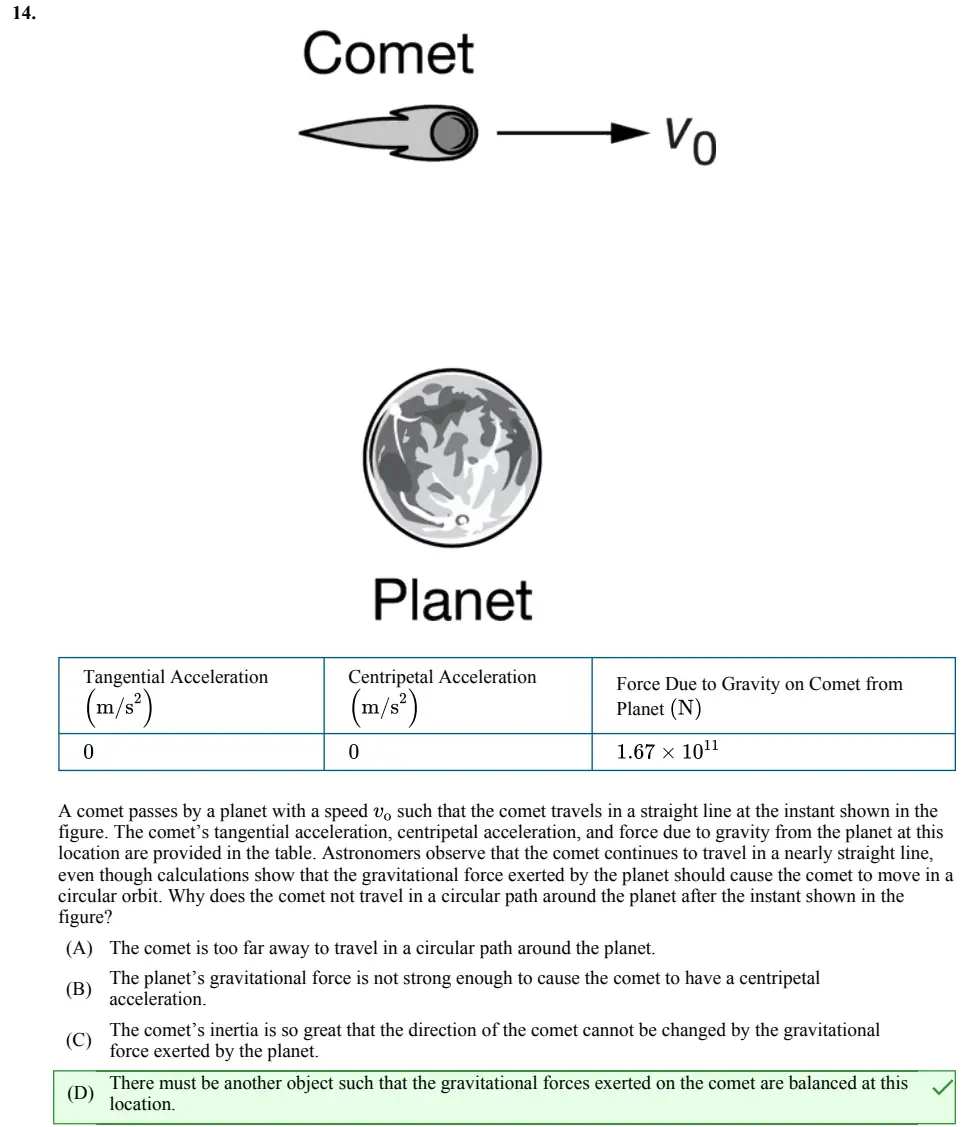 14.
Comet
v₀
Planet
Tangential Acceleration (m/s²)
Centripetal Acceleration (m/s²)
Force Due to Gravity on Comet from Planet (N)
0
0
1.67 × 10¹¹
A comet passes by a planet with a speed v₀ such that the comet travels in a straight line at the instant shown in the
figure. The comet’s tangential acceleration, centripetal acceleration, and force due to gravity from the planet at this
location are provided in the table. Astronomers observe that the comet continues to travel in a nearly straight line,
even though calculations show that the gravitational force exerted by the planet should cause the comet to move in a
circular orbit. Why does the comet not travel in a circular path around the planet after the instant shown in the
figure?
(A) The comet is too far away to travel in a circular path around the planet.
(B) The planet’s gravitational force is not strong enough to cause the comet to have a centripetal
acceleration.
(C) The comet’s inertia is so great that the direction of the comet cannot be changed by the gravitational
force exerted by the planet.
(D) There must be another object such that the gravitational forces exerted on the comet are balanced at this
location.